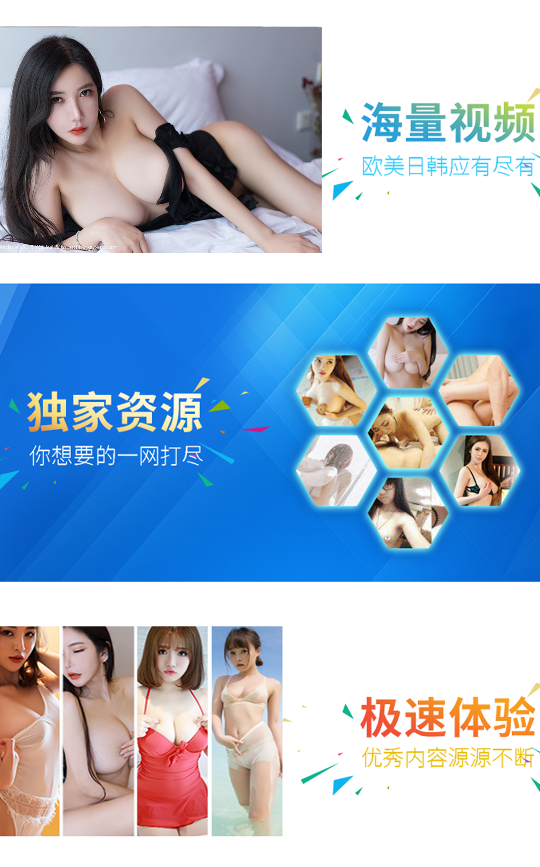 海量视频
欧美日韩应有尽有
独家资源
你想要的一网打尽
极速体验
优秀内容源源不断